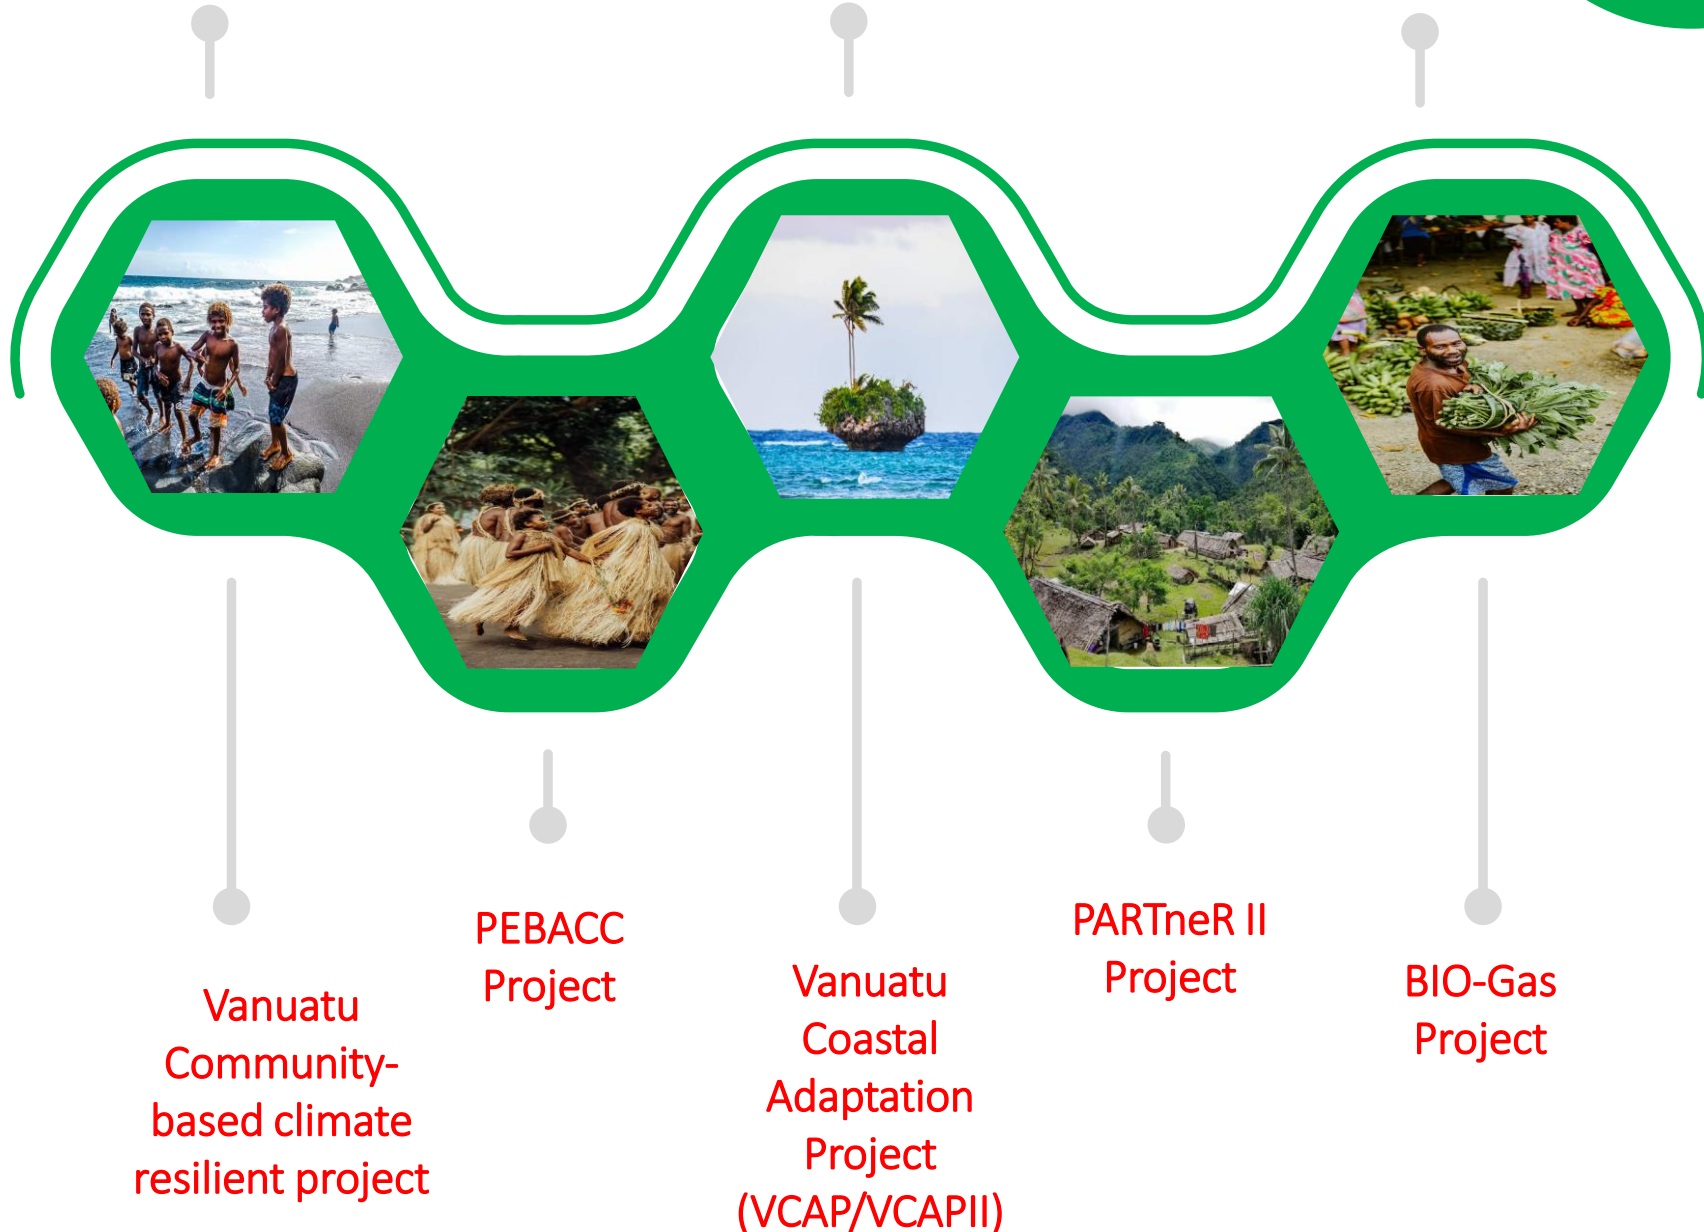 Vanuatu
Community-
based climate
resilient project
PEBACC
Project
Vanuatu
Coastal
Adaptation
Project
(VCAP/VCAPII)
PARTneR II
Project
BIO-Gas
Project